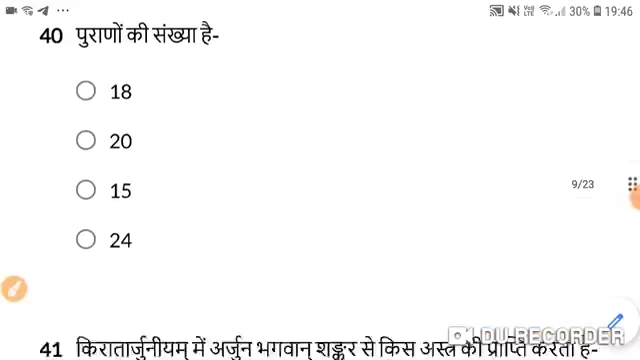 30% 19:46
40 पुराणों की संख्या है-
18
20
15
9/23
24
DU RECORDER
41 किरातार्जुनीयम् में अर्जुन भगवान् शङ्कर से किस अस्त्र की प्राप्ति करता है-